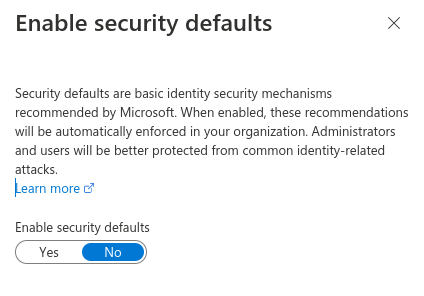 Enable security defaults
Security defaults are basic identity security mechanisms
recommended by Microsoft. When enabled, these recommendations
will be automatically enforced in your organization. Administrators
and users will be better protected from common identity-related
attacks.
Learn more
Enable security defaults
Yes No